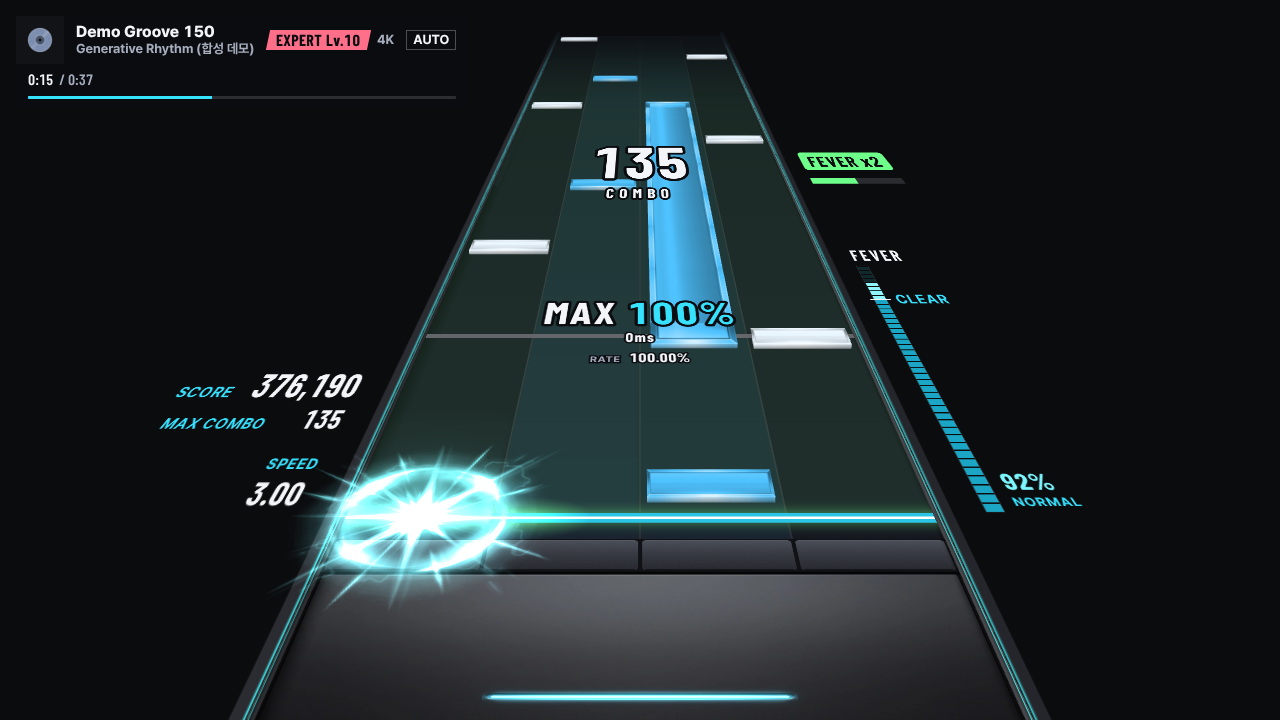 Demo Groove 150
Generative Rhythm (합성 데모)
EXPERT Lv.10 4K AUTO
0:15 / 0:37
135
COMBO
FEVER x2
FEVER
CLEAR
MAX 100%
0ms
RATE 100.00%
SCORE 376,190
MAX COMBO 135
SPEED
3.00
92%
NORMAL